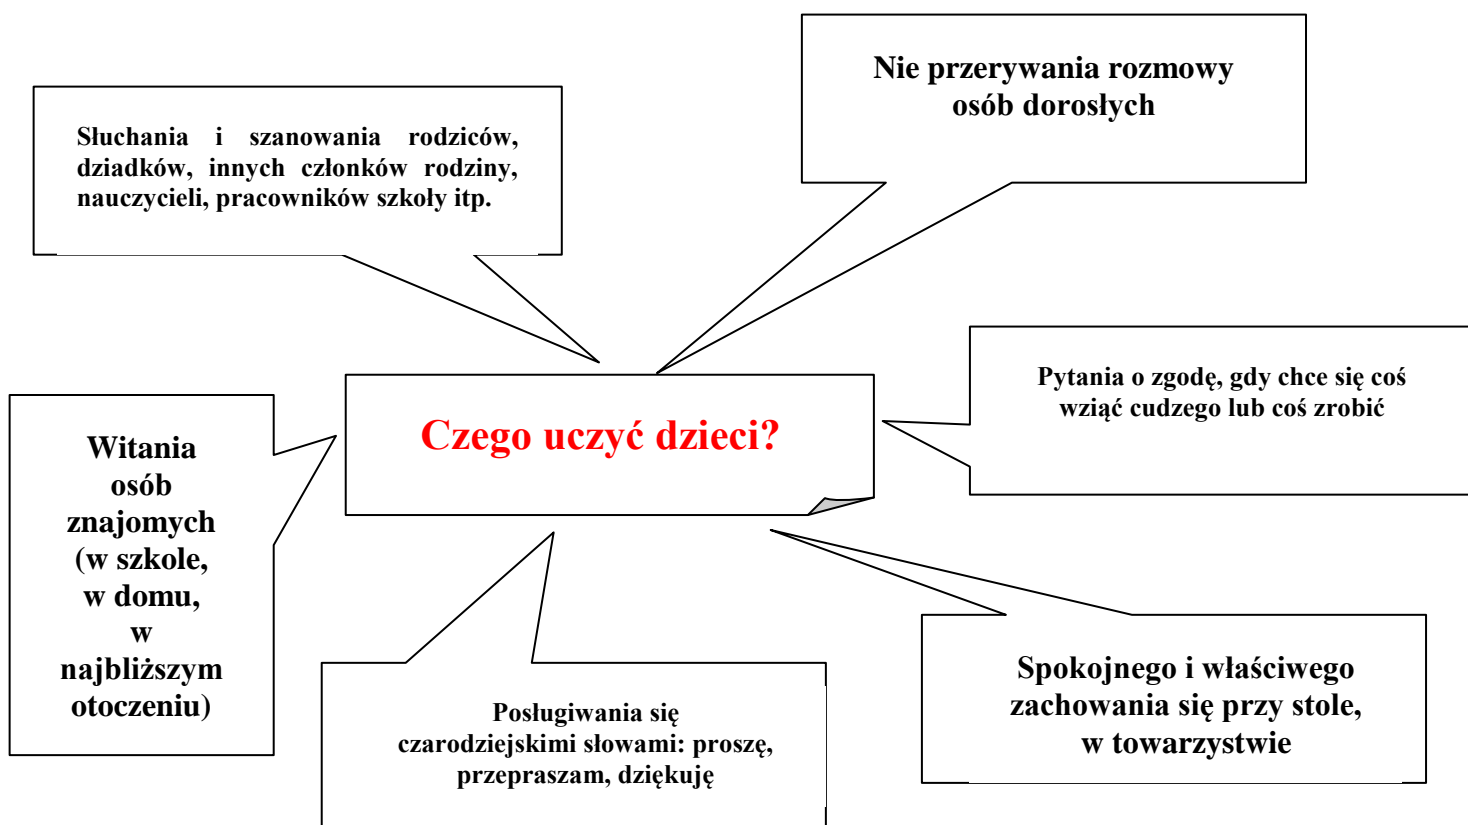 Nie przerywania rozmowy
osób dorosłych
Słuchania i szanowania rodziców,
dziadków, innych członków rodziny,
nauczycieli, pracowników szkoły itp.
Pytania o zgodę, gdy chce się coś
wziąć cudzego lub coś zrobić
Czego uczyć dzieci?
Witania
osób
znajomych
(w szkole,
w domu,
w
najbliższym
otoczeniu)
Spokojnego i właściwego
zachowania się przy stole,
w towarzystwie
Posługiwania się
czarodziejskimi słowami: proszę,
przepraszam, dziękuję